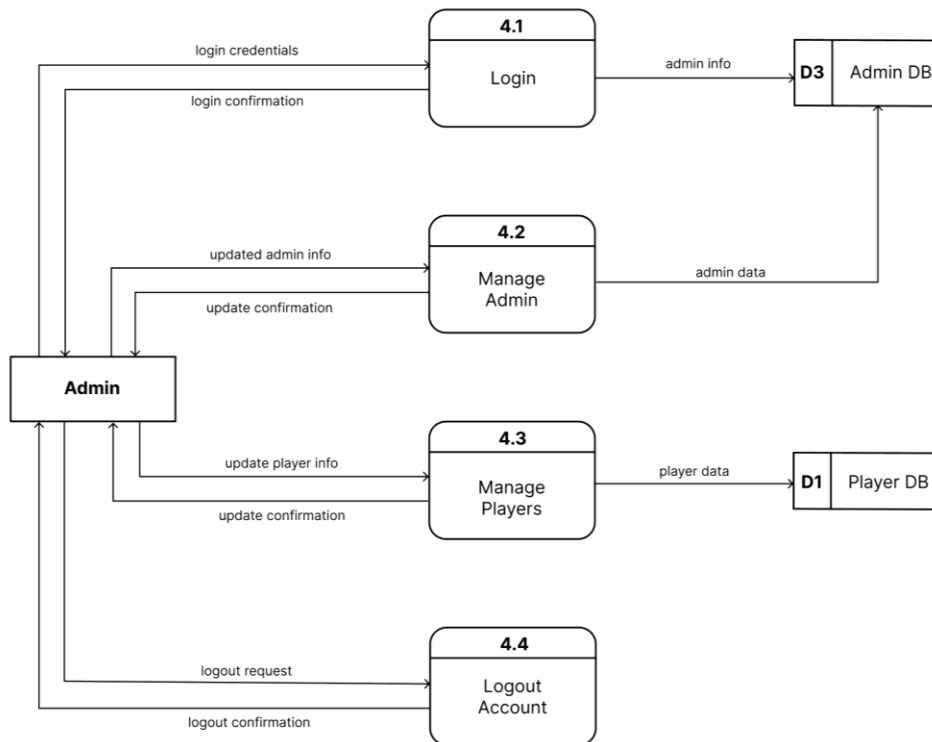 4.1
login credentials
Login
admin info
D3
Admin DB
login confirmation
4.2
updated admin info
Manage
Admin
admin data
update confirmation
Admin
4.3
update player info
Manage
Players
player data
D1
Player DB
update confirmation
4.4
logout request
Logout
Account
logout confirmation